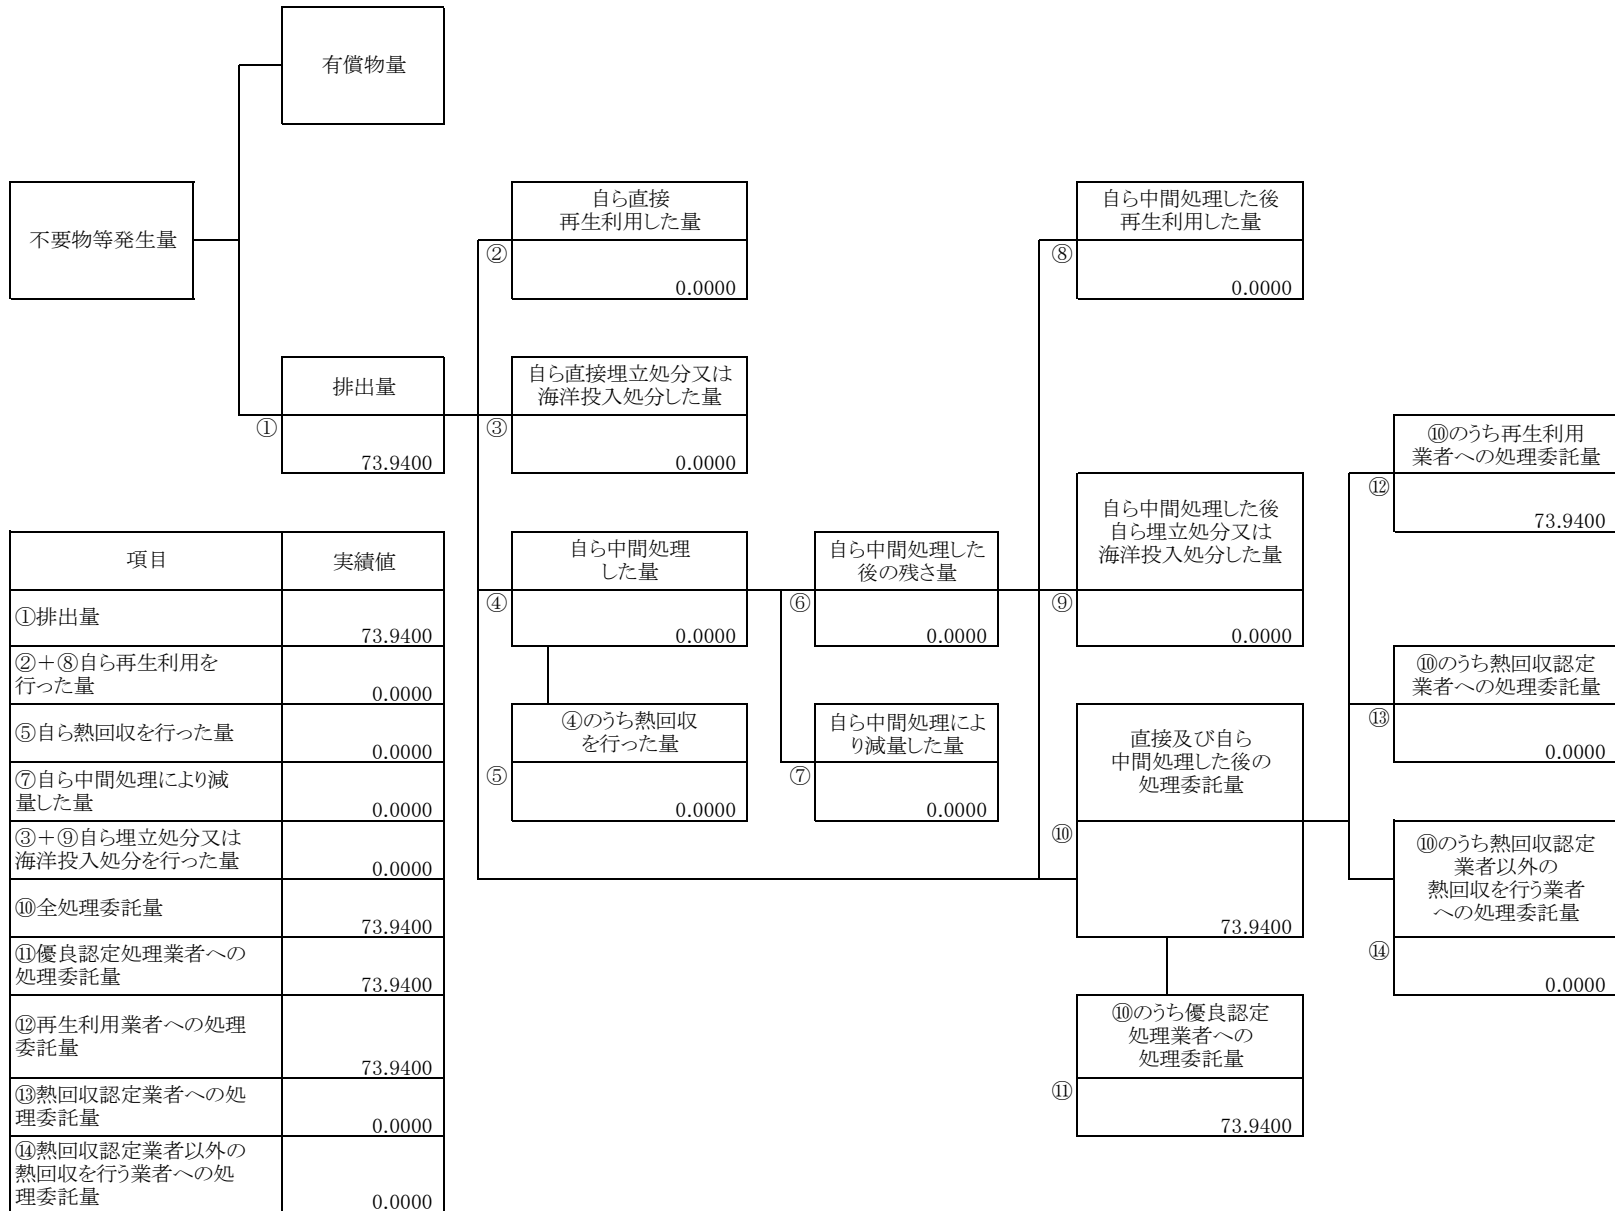 有償物量
不要物等発生量
自ら直接
再生利用した量
②
0.0000
自ら中間処理した後
再生利用した量
⑧
0.0000
排出量
①
73.9400
自ら直接埋立処分又は
海洋投入処分した量
③
0.0000
⑩のうち再生利用
業者への処理委託量
⑫
73.9400
自ら中間処理
した量
④
0.0000
自ら中間処理した
後の残さ量
⑥
0.0000
自ら中間処理した後
自ら埋立処分又は
海洋投入処分した量
⑨
0.0000
④のうち熱回収
を行った量
⑤
0.0000
自ら中間処理によ
り減量した量
⑦
0.0000
直接及び自ら
中間処理した後の
処理委託量
⑩
73.9400
⑩のうち熱回収認定
業者への処理委託量
⑬
0.0000
⑩のうち熱回収認定
業者以外の
熱回収を行う業者
への処理委託量
⑭
0.0000
⑩のうち優良認定
処理業者への
処理委託量
⑪
73.9400
項目 実績値
①排出量
73.9400
②+⑧自ら再生利用を
行った量
0.0000
⑤自ら熱回収を行った量
0.0000
⑦自ら中間処理により減
量した量
0.0000
③+⑨自ら埋立処分又は
海洋投入処分を行った量
0.0000
⑩全処理委託量
73.9400
⑪優良認定処理業者への
処理委託量
73.9400
⑫再生利用業者への処理
委託量
73.9400
⑬熱回収認定業者への処
理委託量
0.0000
⑭熱回収認定業者以外の
熱回収を行う業者への処
理委託量
0.0000